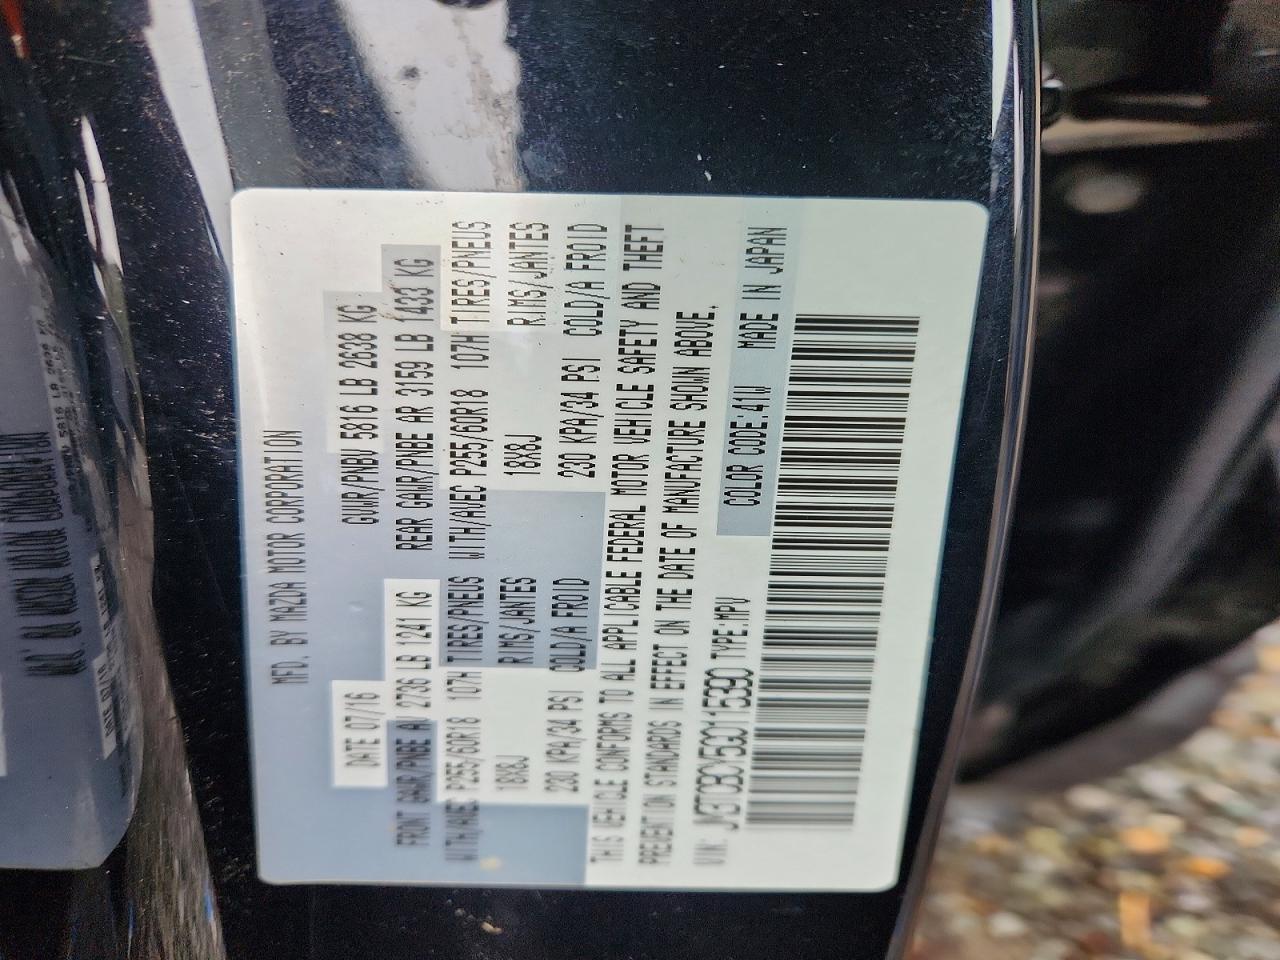 MFD. BY MAZDA MOTOR CORPORATION
DATE 07/16 GVWR/PNBV 5816 LB 2638 KG
FRONT GAWR/PNBE AV 2736 LB 1241 KG REAR GAWR/PNBE AR 3159 LB 1433 KG
WITH/AVEC P255/60R18 107H TIRES/PNEUS WITH/AVEC P255/60R18 107H TIRES/PNEUS
18X8J RIMS/JANTES 18X8J RIMS/JANTES
230 KPA/34 PSI COLD/A FROID 230 KPA/34 PSI COLD/A FROID
THIS VEHICLE CONFORMS TO ALL APPLICABLE FEDERAL MOTOR VEHICLE SAFETY AND THEFT
PREVENTION STANDARDS IN EFFECT ON THE DATE OF MANUFACTURE SHOWN ABOVE.
VIN: TYPE:MPV COLOR CODE:41W MADE IN JAPAN